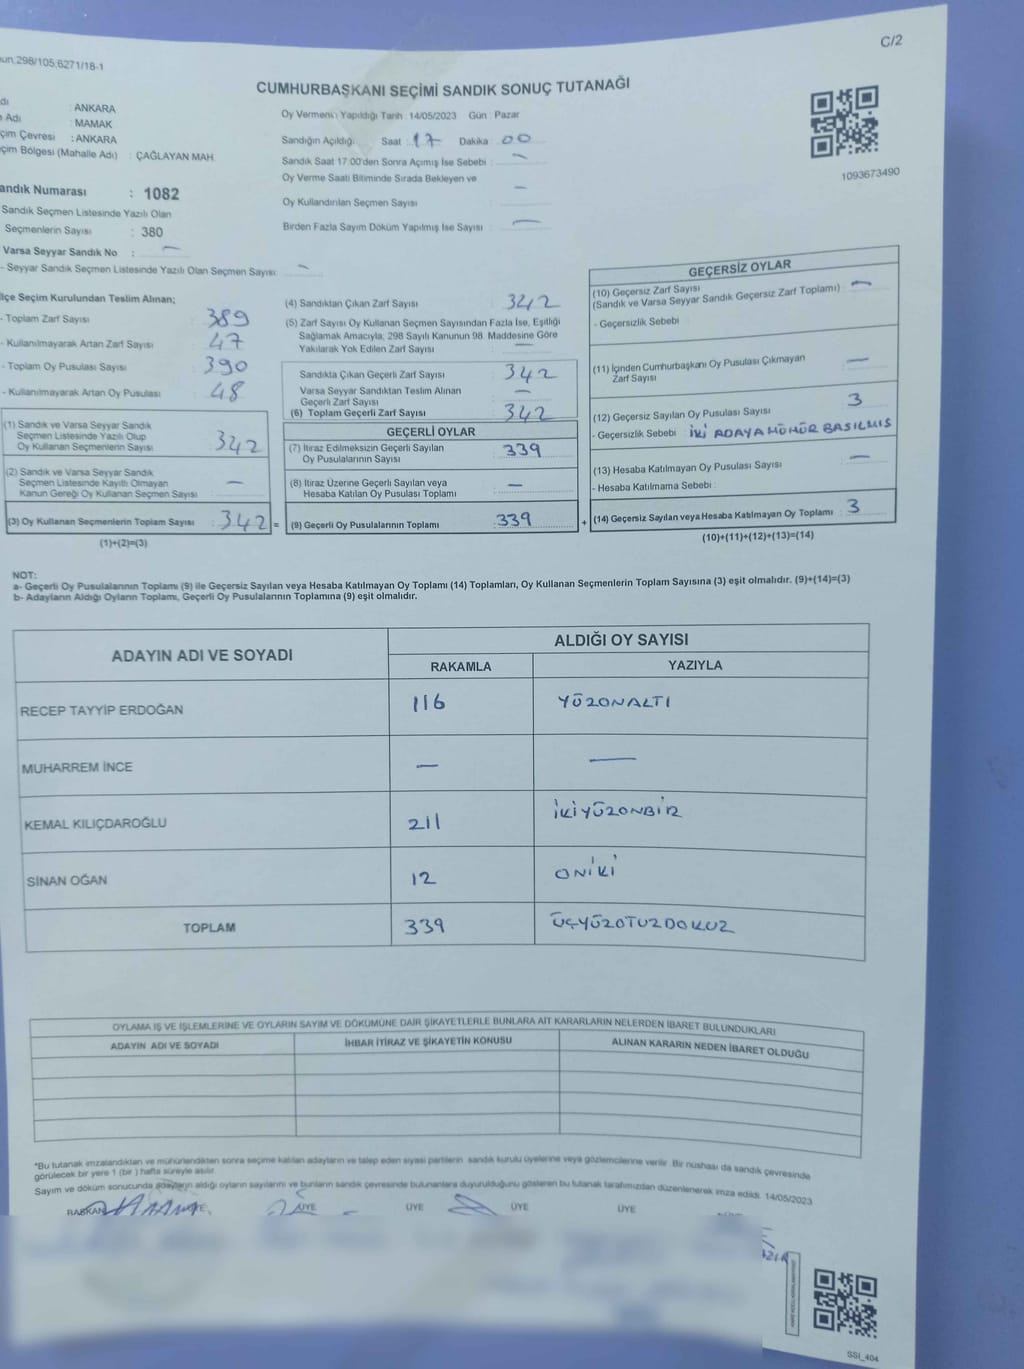 298/105;6271/18-1
C/2
CUMHURBAŞKANI SEÇİMİ SANDIK SONUÇ TUTANAĞI
Oy Vermenin Yapıldığı Tarih :14/05/2023 Gün : Pazar
Sandığın Açıldığı: Saat :17 Dakika :00
Sandık Saat 17:00'den Sonra Açımış İse Sebebi : —
Oy Verme Saati Bitiminde Sırada Bekleyen ve
Oy Kullandırılan Seçmen Sayısı : —
Birden Fazla Sayım Döküm Yapılmış İse Sayısı : —
1093673490
: ANKARA
Adı : MAMAK
Çevresi : ANKARA
Bölgesi (Mahalle Adı) : ÇAĞLAYAN MAH.
Numarası : 1082
Sandık Seçmen Listesinde Yazılı Olan
Seçmenlerin Sayısı : 380
Varsa Seyyar Sandık No : —
- Seyyar Sandık Seçmen Listesinde Yazılı Olan Seçmen Sayısı: —
İlçe Seçim Kurulundan Teslim Alınan;
- Toplam Zarf Sayısı 389
- Kullanılmayarak Artan Zarf Sayısı 47
- Toplam Oy Pusulası Sayısı 390
- Kullanılmayarak Artan Oy Pusulası 48
(1) Sandık ve Varsa Seyyar Sandık
Seçmen Listesinde Yazılı Olup
Oy Kullanan Seçmenlerin Sayısı 342
(2) Sandık ve Varsa Seyyar Sandık
Seçmen Listesinde Kayıtlı Olmayan
Kanun Gereği Oy Kullanan Seçmen Sayısı —
(3) Oy Kullanan Seçmenlerin Toplam Sayısı : 342 =
(1)+(2)=(3)
(4) Sandıktan Çıkan Zarf Sayısı 342
(5) Zarf Sayısı Oy Kullanan Seçmen Sayısından Fazla İse, Eşitliği
Sağlamak Amacıyla, 298 Sayılı Kanunun 98. Maddesine Göre
Yakılarak Yok Edilen Zarf Sayısı —
Sandıkta Çıkan Geçerli Zarf Sayısı 342
Varsa Seyyar Sandıktan Teslim Alınan
Geçerli Zarf Sayısı —
(6) Toplam Geçerli Zarf Sayısı 342
GEÇERLİ OYLAR
(7) İtiraz Edilmeksizin Geçerli Sayılan
Oy Pusulalarının Sayısı 339
(8) İtiraz Üzerine Geçerli Sayılan veya
Hesaba Katılan Oy Pusulası Toplamı —
(9) Geçerli Oy Pusulalarının Toplamı 339 +
GEÇERSİZ OYLAR
(10) Geçersiz Zarf Sayısı
(Sandık ve Varsa Seyyar Sandık Geçersiz Zarf Toplamı) —
- Geçersizlik Sebebi
(11) İçinden Cumhurbaşkanı Oy Pusulası Çıkmayan
Zarf Sayısı —
(12) Geçersiz Sayılan Oy Pusulası Sayısı 3
- Geçersizlik Sebebi : İKİ ADAYA MÜHÜR BASILMIŞ
(13) Hesaba Katılmayan Oy Pusulası Sayısı —
- Hesaba Katılmama Sebebi :
(14) Geçersiz Sayılan veya Hesaba Katılmayan Oy Toplamı : 3
(10)+(11)+(12)+(13)=(14)
NOT:
a- Geçerli Oy Pusulalarının Toplamı (9) ile Geçersiz Sayılan veya Hesaba Katılmayan Oy Toplamı (14) Toplamları, Oy Kullanan Seçmenlerin Toplam Sayısına (3) eşit olmalıdır. (9)+(14)=(3)
b- Adayların Aldığı Oyların Toplamı, Geçerli Oy Pusulalarının Toplamına (9) eşit olmalıdır.
ADAYIN ADI VE SOYADI ALDIĞI OY SAYISI
RAKAMLA YAZIYLA
RECEP TAYYİP ERDOĞAN 116 YÜZONALTI
MUHARREM İNCE — —
KEMAL KILIÇDAROĞLU 211 İKİYÜZONBİR
SİNAN OĞAN 12 ONİKİ
TOPLAM 339 ÜÇYÜZOTUZDOKUZ
OYLAMA İŞ VE İŞLEMLERİNE VE OYLARIN SAYIM VE DÖKÜMÜNE DAİR ŞİKAYETLERLE BUNLARA AİT KARARLARIN NELERDEN İBARET BULUNDUKLARI
ADAYIN ADI VE SOYADI İHBAR İTİRAZ VE ŞİKAYETİN KONUSU ALINAN KARARIN NEDEN İBARET OLDUĞU
*Bu tutanak imzalandıktan ve mühürlendikten sonra seçime katılan adayların ve talep eden siyasi partilerin sandık kurulu üyelerine veya gözlemcilerine verilir. Bir nüshası da sandık çevresinde
görülecek bir yere 1 (bir) hafta süreyle asılır.
Sayım ve döküm sonucunda adayların aldığı oyların sayılarını ve bunların sandık çevresinde bulunanlara duyurulduğunu gösteren bu tutanak tarafımızdan düzenlenerek imza edildi. 14/05/2023
BAŞKAN ÜYE ÜYE ÜYE ÜYE
SSI_404